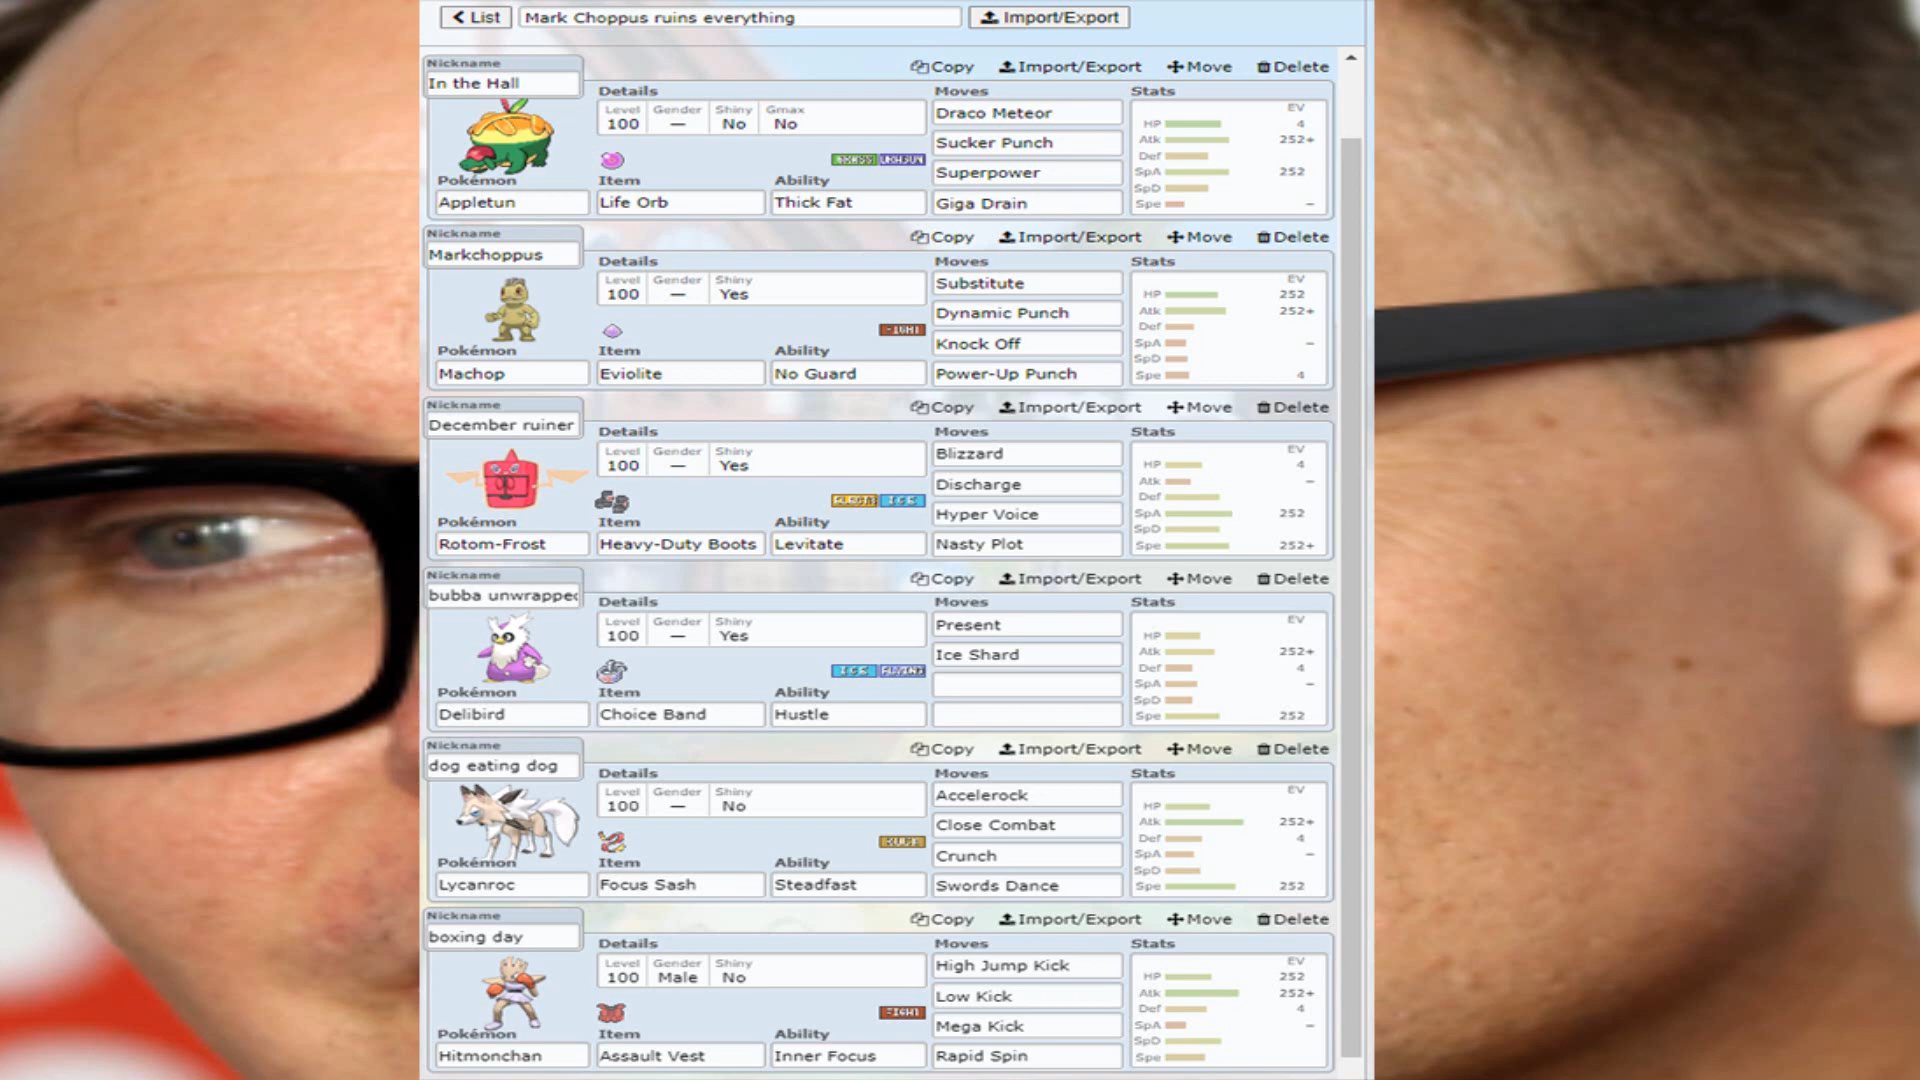 List Mark Choppus ruins everything Import/Export
Nickname
In the Hall
Copy Import/Export Move Delete
Details Moves Stats
Level Gender Shiny Gmax
100 — No No
Draco Meteor
Sucker Punch
Superpower
Giga Drain
EV
HP 4
Atk 252+
Def
SpA 252
SpD
Spe −
Pokémon Item Ability
Appletun Life Orb Thick Fat
Nickname
Markchoppus
Copy Import/Export Move Delete
Details Moves Stats
Level Gender Shiny
100 — Yes
Substitute
Dynamic Punch
Knock Off
Power-Up Punch
EV
HP 252
Atk 252+
Def
SpA −
SpD
Spe 4
FIGHT
Pokémon Item Ability
Machop Eviolite No Guard
Nickname
December ruiner
Copy Import/Export Move Delete
Details Moves Stats
Level Gender Shiny
100 — Yes
Blizzard
Discharge
Hyper Voice
Nasty Plot
EV
HP 4
Atk −
Def
SpA 252
SpD
Spe 252+
ICE
Pokémon Item Ability
Rotom-Frost Heavy-Duty Boots Levitate
Nickname
bubba unwrapped
Copy Import/Export Move Delete
Details Moves Stats
Level Gender Shiny
100 — Yes
Present
Ice Shard
EV
HP
Atk 252+
Def 4
SpA −
SpD
Spe 252
ICE FLYING
Pokémon Item Ability
Delibird Choice Band Hustle
Nickname
dog eating dog
Copy Import/Export Move Delete
Details Moves Stats
Level Gender Shiny
100 — No
Accelerock
Close Combat
Crunch
Swords Dance
EV
HP
Atk 252+
Def 4
SpA −
SpD
Spe 252
ROCK
Pokémon Item Ability
Lycanroc Focus Sash Steadfast
Nickname
boxing day
Copy Import/Export Move Delete
Details Moves Stats
Level Gender Shiny
100 Male No
High Jump Kick
Low Kick
Mega Kick
Rapid Spin
EV
HP 252
Atk 252+
Def 4
SpA −
SpD
Spe
FIGHT
Pokémon Item Ability
Hitmonchan Assault Vest Inner Focus